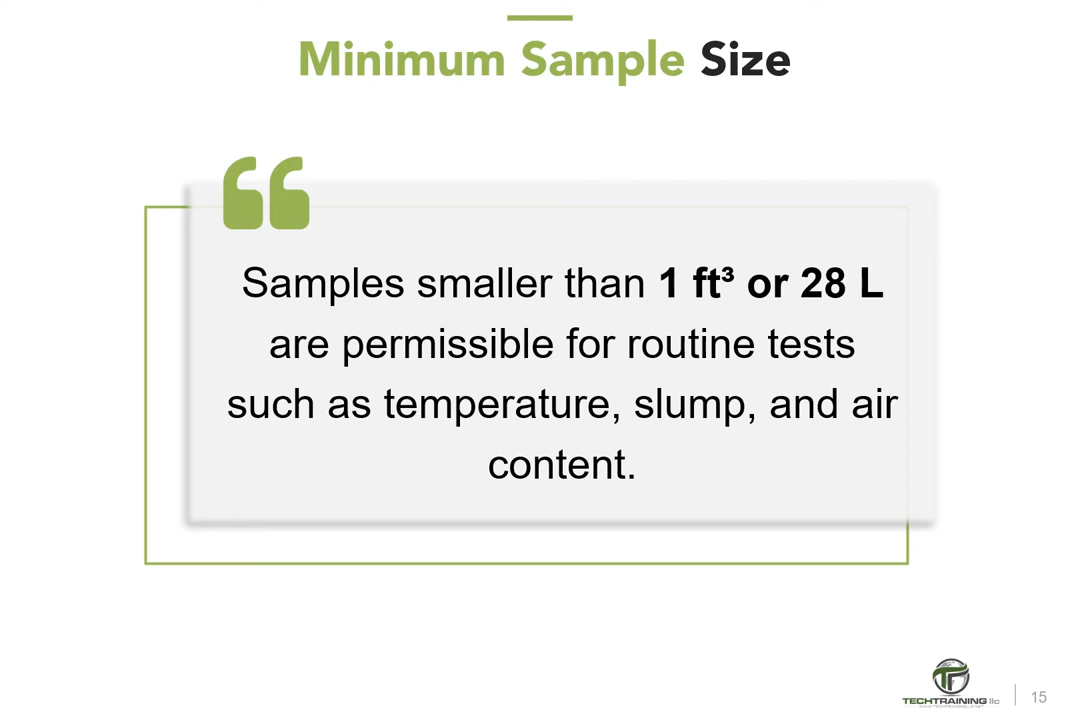 Minimum Sample Size
“
Samples smaller than 1 ft³ or 28 L
are permissible for routine tests
such as temperature, slump, and air
content.
TECHTRAINING llc
15